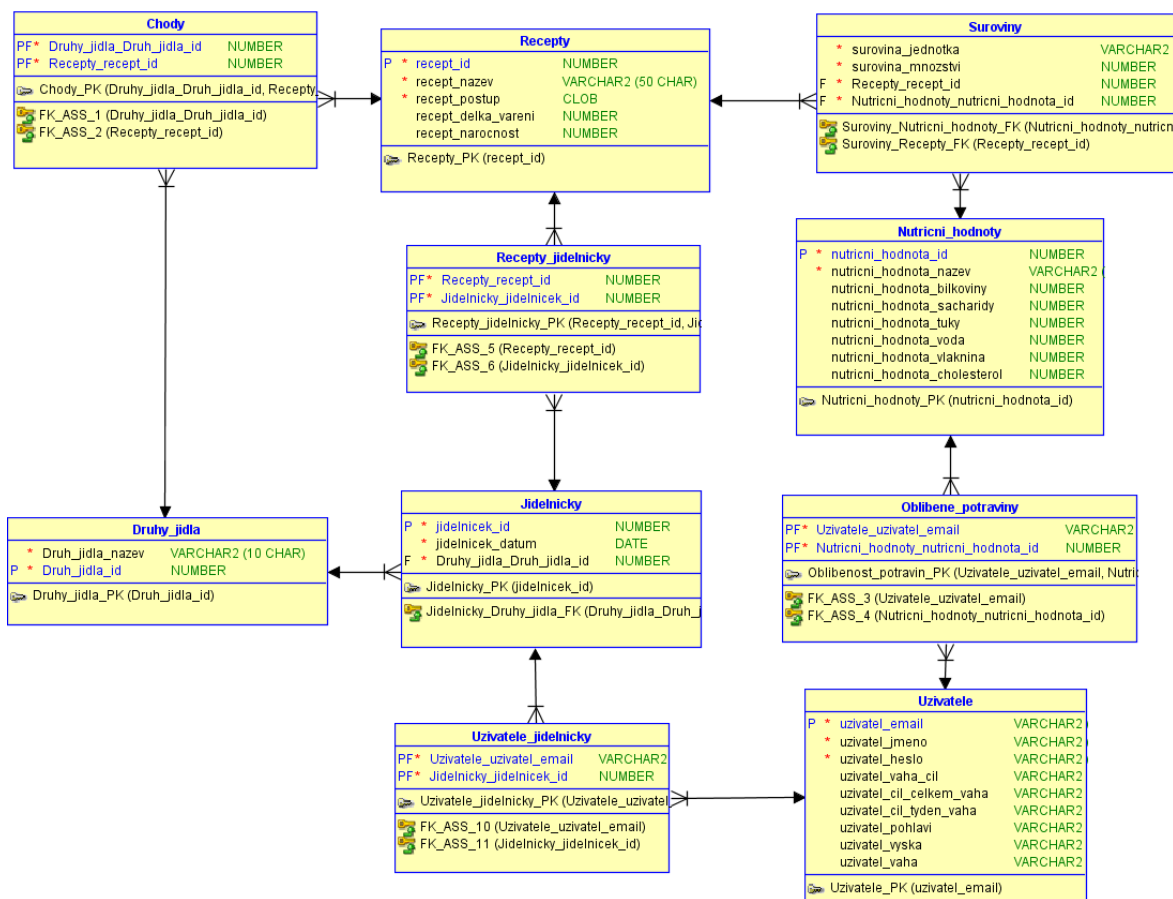 Chody
PF* Druhy_jidla_Druh_jidla_id NUMBER
PF* Recepty_recept_id NUMBER
Chody_PK (Druhy_jidla_Druh_jidla_id, Recepty_
FK_ASS_1 (Druhy_jidla_Druh_jidla_id)
FK_ASS_2 (Recepty_recept_id)
Recepty
P * recept_id NUMBER
* recept_nazev VARCHAR2 (50 CHAR)
* recept_postup CLOB
recept_delka_vareni NUMBER
recept_narocnost NUMBER
Recepty_PK (recept_id)
Suroviny
* surovina_jednotka VARCHAR2
* surovina_mnozstvi NUMBER
F * Recepty_recept_id NUMBER
F * Nutricni_hodnoty_nutricni_hodnota_id NUMBER
Suroviny_Nutricni_hodnoty_FK (Nutricni_hodnoty_nutricn
Suroviny_Recepty_FK (Recepty_recept_id)
Recepty_jidelnicky
PF* Recepty_recept_id NUMBER
PF* Jidelnicky_jidelnicek_id NUMBER
Recepty_jidelnicky_PK (Recepty_recept_id, Jic
FK_ASS_5 (Recepty_recept_id)
FK_ASS_6 (Jidelnicky_jidelnicek_id)
Nutricni_hodnoty
P * nutricni_hodnota_id NUMBER
* nutricni_hodnota_nazev VARCHAR2 (
nutricni_hodnota_bilkoviny NUMBER
nutricni_hodnota_sacharidy NUMBER
nutricni_hodnota_tuky NUMBER
nutricni_hodnota_voda NUMBER
nutricni_hodnota_vlaknina NUMBER
nutricni_hodnota_cholesterol NUMBER
Nutricni_hodnoty_PK (nutricni_hodnota_id)
Druhy_jidla
* Druh_jidla_nazev VARCHAR2 (10 CHAR)
P * Druh_jidla_id NUMBER
Druhy_jidla_PK (Druh_jidla_id)
Jidelnicky
P * jidelnicek_id NUMBER
* jidelnicek_datum DATE
F * Druhy_jidla_Druh_jidla_id NUMBER
Jidelnicky_PK (jidelnicek_id)
Jidelnicky_Druhy_jidla_FK (Druhy_jidla_Druh_j
Oblibene_potraviny
PF* Uzivatele_uzivatel_email VARCHAR2
PF* Nutricni_hodnoty_nutricni_hodnota_id NUMBER
Oblibenost_potravin_PK (Uzivatele_uzivatel_email, Nutric
FK_ASS_3 (Uzivatele_uzivatel_email)
FK_ASS_4 (Nutricni_hodnoty_nutricni_hodnota_id)
Uzivatele_jidelnicky
PF* Uzivatele_uzivatel_email VARCHAR2
PF* Jidelnicky_jidelnicek_id NUMBER
Uzivatele_jidelnicky_PK (Uzivatele_uzivatel
FK_ASS_10 (Uzivatele_uzivatel_email)
FK_ASS_11 (Jidelnicky_jidelnicek_id)
Uzivatele
P * uzivatel_email VARCHAR2
* uzivatel_jmeno VARCHAR2
* uzivatel_heslo VARCHAR2
uzivatel_vaha_cil VARCHAR2
uzivatel_cil_celkem_vaha VARCHAR2
uzivatel_cil_tyden_vaha VARCHAR2
uzivatel_pohlavi VARCHAR2
uzivatel_vyska VARCHAR2
uzivatel_vaha VARCHAR2
Uzivatele_PK (uzivatel_email)